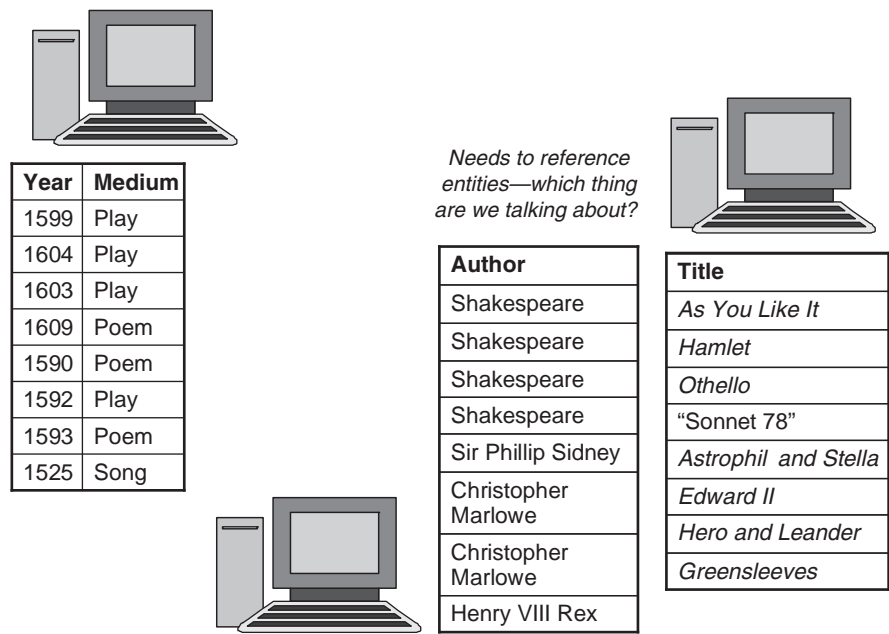 Year Medium
1599 Play
1604 Play
1603 Play
1609 Poem
1590 Poem
1592 Play
1593 Poem
1525 Song
Needs to reference
entities—which thing
are we talking about?
Author
Shakespeare
Shakespeare
Shakespeare
Shakespeare
Sir Phillip Sidney
Christopher
Marlowe
Christopher
Marlowe
Henry VIII Rex
Title
As You Like It
Hamlet
Othello
“Sonnet 78”
Astrophil and Stella
Edward II
Hero and Leander
Greensleeves